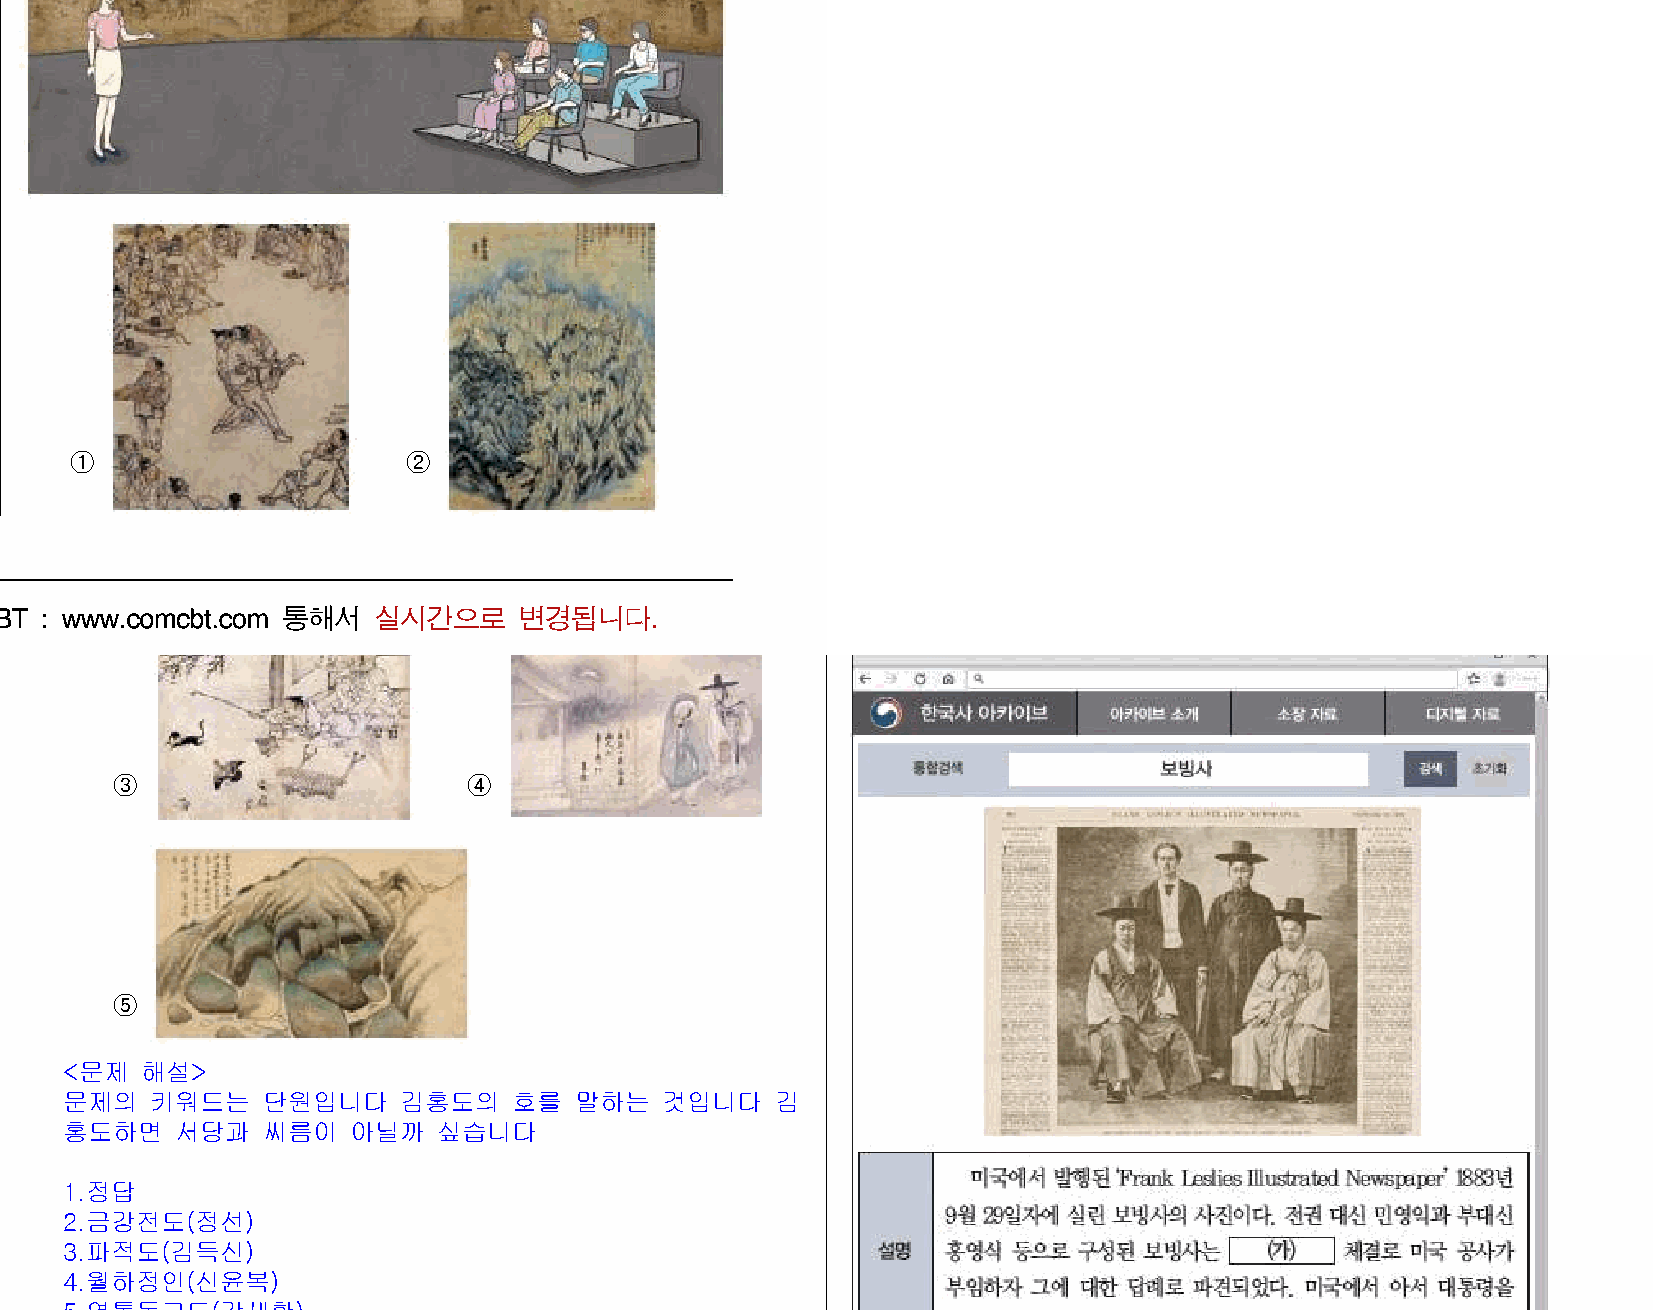 ①
②
BT : www.comcbt.com 통해서 실시간으로 변경됩니다.
③
④
⑤
<문제 해설>
문제의 키워드는 단원입니다 김홍도의 호를 말하는 것입니다 김
홍도하면 서당과 씨름이 아닐까 싶습니다
1.정답
2.금강전도(정선)
3.파적도(김득신)
4.월하정인(신윤복)
한국사 아카이브
아카이브 소개
소장 자료
디지털 자료
통합검색
보빙사
검색
초기화
미국에서 발행된 'Frank Leslies Illustrated Newspaper' 1883년
9월 29일자에 실린 보빙사의 사진이다. 전권 대신 민영익과 부대신
설명
홍영식 등으로 구성된 보빙사는 (가) 체결로 미국 공사가
부임하자 그에 대한 답례로 파견되었다. 미국에서 아서 대통령을